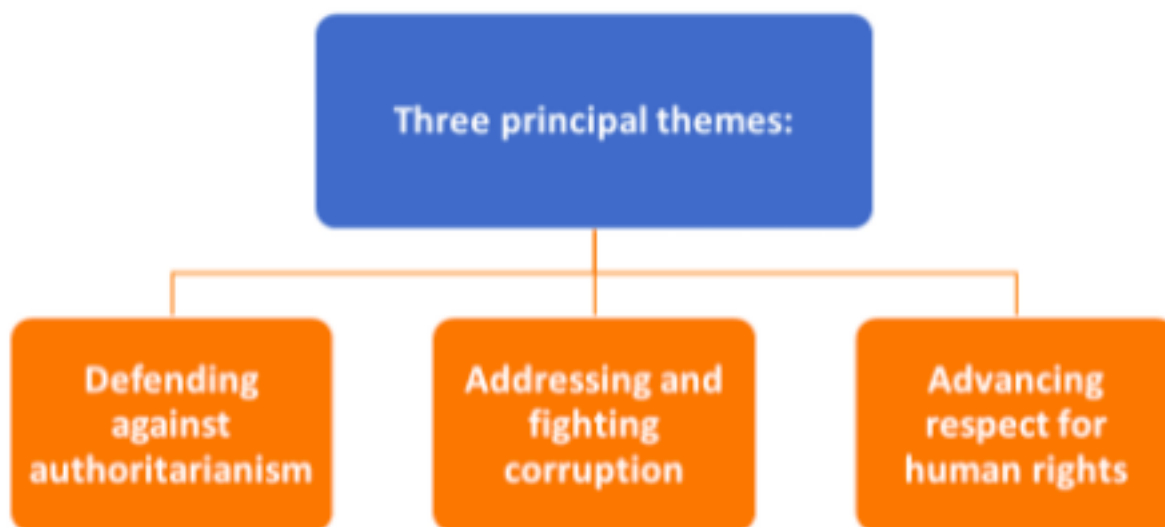 Three principal themes:
Defending
against
authoritarianism
Addressing and
fighting
corruption
Advancing
respect for
human rights